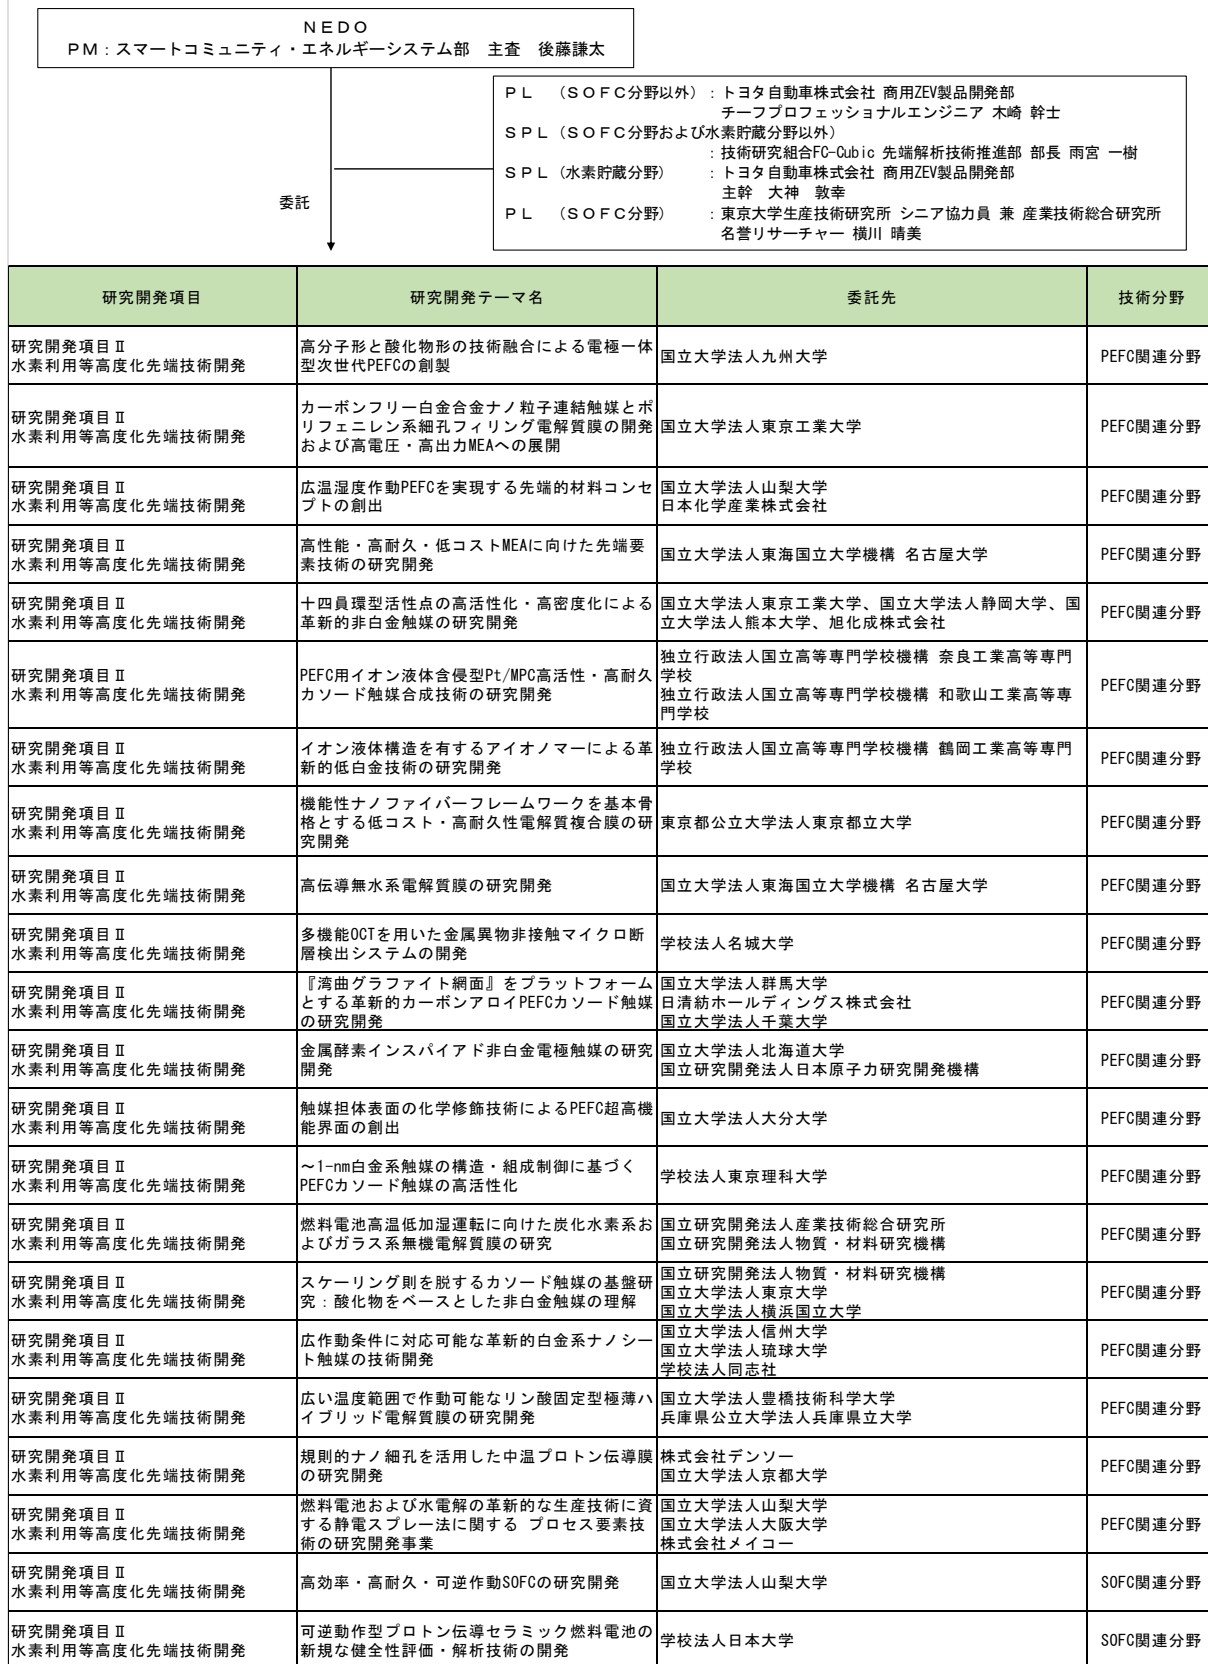 ＮＥＤＯ
ＰＭ：スマートコミュニティ・エネルギーシステム部　主査　後藤謙太
ＰＬ　（ＳＯＦＣ分野以外）：トヨタ自動車株式会社 商用ZEV製品開発部
チーフプロフェッショナルエンジニア 木崎 幹士
ＳＰＬ（ＳＯＦＣ分野および水素貯蔵分野以外）
：技術研究組合FC-Cubic 先端解析技術推進部 部長 雨宮 一樹
ＳＰＬ（水素貯蔵分野）　：トヨタ自動車株式会社 商用ZEV製品開発部
主幹　大神　敦幸
ＰＬ　（ＳＯＦＣ分野）　：東京大学生産技術研究所 シニア協力員 兼 産業技術総合研究所
名誉リサーチャー 横川 晴美
委託
研究開発項目　研究開発テーマ名　委託先　技術分野
研究開発項目Ⅱ
水素利用等高度化先端技術開発
高分子形と酸化物形の技術融合による電極一体
型次世代PEFCの創製
国立大学法人九州大学
PEFC関連分野
研究開発項目Ⅱ
水素利用等高度化先端技術開発
カーボンフリー白金合金ナノ粒子連結触媒とポ
リフェニレン系細孔フィリング電解質膜の開発
および高電圧・高出力MEAへの展開
国立大学法人東京工業大学
PEFC関連分野
研究開発項目Ⅱ
水素利用等高度化先端技術開発
広温湿度作動PEFCを実現する先端的材料コンセ
プトの創出
国立大学法人山梨大学
日本化学産業株式会社
PEFC関連分野
研究開発項目Ⅱ
水素利用等高度化先端技術開発
高性能・高耐久・低コストMEAに向けた先端要
素技術の研究開発
国立大学法人東海国立大学機構 名古屋大学
PEFC関連分野
研究開発項目Ⅱ
水素利用等高度化先端技術開発
十四員環型活性点の高活性化・高密度化による
革新的非白金触媒の研究開発
国立大学法人東京工業大学、国立大学法人静岡大学、国
立大学法人熊本大学、旭化成株式会社
PEFC関連分野
研究開発項目Ⅱ
水素利用等高度化先端技術開発
PEFC用イオン液体含侵型Pt/MPC高活性・高耐久
カソード触媒合成技術の研究開発
独立行政法人国立高等専門学校機構 奈良工業高等専門
学校
独立行政法人国立高等専門学校機構 和歌山工業高等専
門学校
PEFC関連分野
研究開発項目Ⅱ
水素利用等高度化先端技術開発
イオン液体構造を有するアイオノマーによる革
新的低白金技術の研究開発
独立行政法人国立高等専門学校機構 鶴岡工業高等専門
学校
PEFC関連分野
研究開発項目Ⅱ
水素利用等高度化先端技術開発
機能性ナノファイバーフレームワークを基本骨
格とする低コスト・高耐久性電解質複合膜の研
究開発
東京都公立大学法人東京都立大学
PEFC関連分野
研究開発項目Ⅱ
水素利用等高度化先端技術開発
高伝導無水系電解質膜の研究開発
国立大学法人東海国立大学機構 名古屋大学
PEFC関連分野
研究開発項目Ⅱ
水素利用等高度化先端技術開発
多機能OCTを用いた金属異物非接触マイクロ断
層検出システムの開発
学校法人名城大学
PEFC関連分野
研究開発項目Ⅱ
水素利用等高度化先端技術開発
『湾曲グラファイト網面』をプラットフォーム
とする革新的カーボンアロイPEFCカソード触媒
の研究開発
国立大学法人群馬大学
日清紡ホールディングス株式会社
国立大学法人千葉大学
PEFC関連分野
研究開発項目Ⅱ
水素利用等高度化先端技術開発
金属酵素インスパイアド非白金電極触媒の研究
開発
国立大学法人北海道大学
国立研究開発法人日本原子力研究開発機構
PEFC関連分野
研究開発項目Ⅱ
水素利用等高度化先端技術開発
触媒担体表面の化学修飾技術によるPEFC超高機
能界面の創出
国立大学法人大分大学
PEFC関連分野
研究開発項目Ⅱ
水素利用等高度化先端技術開発
～1-nm白金系触媒の構造・組成制御に基づく
PEFCカソード触媒の高活性化
学校法人東京理科大学
PEFC関連分野
研究開発項目Ⅱ
水素利用等高度化先端技術開発
燃料電池高温低加湿運転に向けた炭化水素系お
よびガラス系無機電解質膜の研究
国立研究開発法人産業技術総合研究所
国立研究開発法人物質・材料研究機構
PEFC関連分野
研究開発項目Ⅱ
水素利用等高度化先端技術開発
スケーリング則を脱するカソード触媒の基盤研
究：酸化物をベースとした非白金触媒の理解
国立研究開発法人物質・材料研究機構
国立大学法人東京大学
国立大学法人横浜国立大学
PEFC関連分野
研究開発項目Ⅱ
水素利用等高度化先端技術開発
広作動条件に対応可能な革新的白金系ナノシー
ト触媒の技術開発
国立大学法人信州大学
国立大学法人琉球大学
学校法人同志社
PEFC関連分野
研究開発項目Ⅱ
水素利用等高度化先端技術開発
広い温度範囲で作動可能なリン酸固定型極薄ハ
イブリッド電解質膜の研究開発
国立大学法人豊橋技術科学大学
兵庫県公立大学法人兵庫県立大学
PEFC関連分野
研究開発項目Ⅱ
水素利用等高度化先端技術開発
規則的ナノ細孔を活用した中温プロトン伝導膜
の研究開発
株式会社デンソー
国立大学法人京都大学
PEFC関連分野
研究開発項目Ⅱ
水素利用等高度化先端技術開発
燃料電池および水電解の革新的な生産技術に資
する静電スプレー法に関する プロセス要素技
術の研究開発事業
国立大学法人山梨大学
国立大学法人大阪大学
株式会社メイコー
PEFC関連分野
研究開発項目Ⅱ
水素利用等高度化先端技術開発
高効率・高耐久・可逆作動SOFCの研究開発
国立大学法人山梨大学
SOFC関連分野
研究開発項目Ⅱ
水素利用等高度化先端技術開発
可逆動作型プロトン伝導セラミック燃料電池の
新規な健全性評価・解析技術の開発
学校法人日本大学
SOFC関連分野